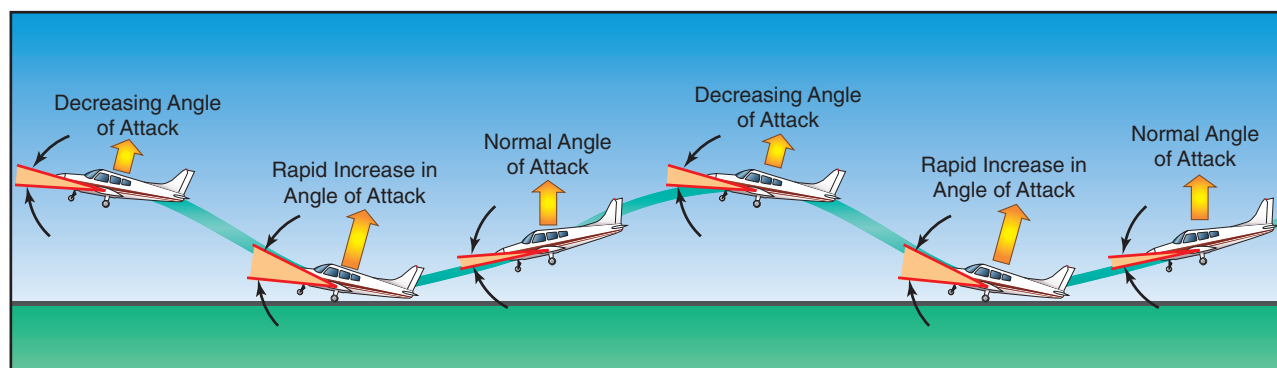 Decreasing Angle
of Attack
Rapid Increase in
Angle of Attack
Normal Angle
of Attack
Decreasing Angle
of Attack
Rapid Increase in
Angle of Attack
Normal Angle
of Attack